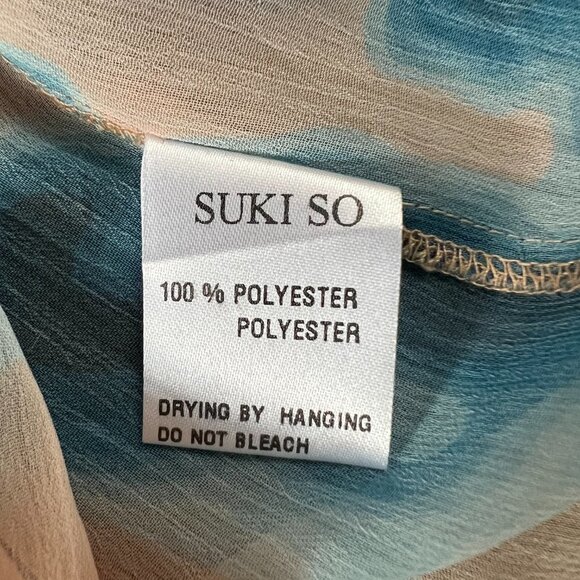 SUKI SO
100 % POLYESTER
POLYESTER
DRYING BY HANGING
DO NOT BLEACH